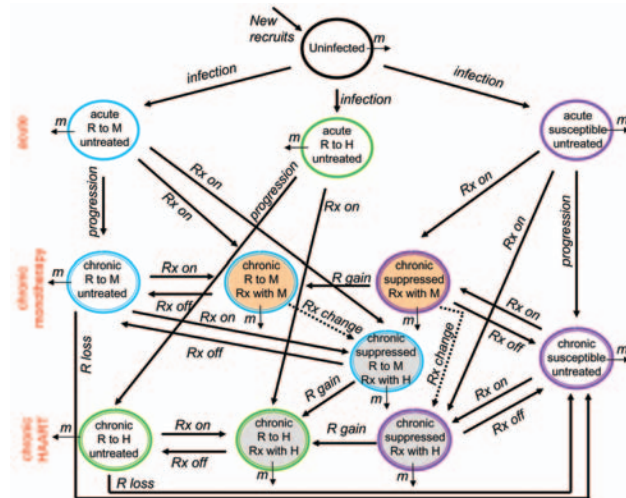 New
recruits
Uninfected
m
infection
infection
infection
acute
acute
R to M
untreated
m
acute
R to H
untreated
m
acute
susceptible
untreated
m
Rx on
Rx on
progression
progression
Rx on
Rx on
Rx on
progression
chronic
monotherapy
chronic
R to M
untreated
m
Rx on
Rx off
chronic
R to M
Rx with M
m
R gain
chronic
suppressed
Rx with M
m
Rx on
Rx off
Rx on
Rx off
Rx change
Rx change
chronic
suppressed
R to M
Rx with H
m
chronic
susceptible
untreated
m
R loss
R gain
Rx on
Rx off
chronic
HAART
chronic
R to H
untreated
m
Rx on
Rx off
chronic
R to H
Rx with H
m
R gain
chronic
suppressed
Rx with H
m
R loss